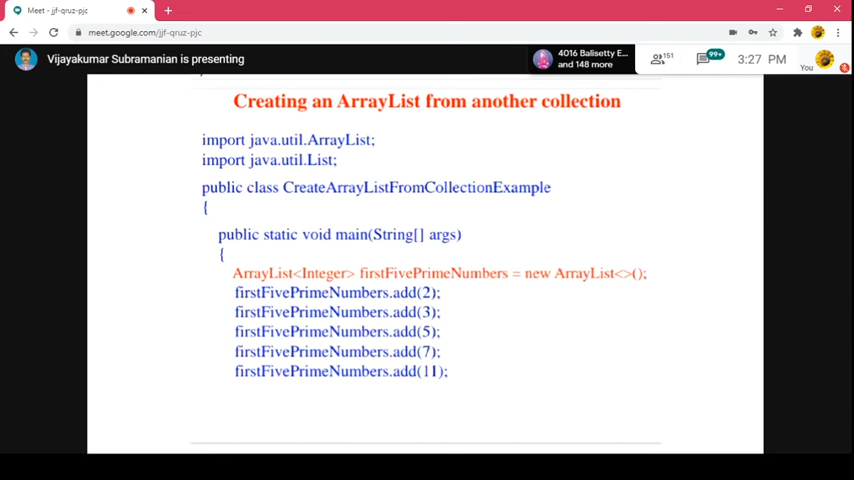 Meet - jjf-qruz-pjc
meet.google.com/jjf-qruz-pjc
Vijayakumar Subramanian is presenting
4016 Balisetty E...
and 148 more
151
99+
3:27 PM
You
Creating an ArrayList from another collection
import java.util.ArrayList;
import java.util.List;
public class CreateArrayListFromCollectionExample
{
public static void main(String[] args)
{
ArrayList<Integer> firstFivePrimeNumbers = new ArrayList<>();
firstFivePrimeNumbers.add(2);
firstFivePrimeNumbers.add(3);
firstFivePrimeNumbers.add(5);
firstFivePrimeNumbers.add(7);
firstFivePrimeNumbers.add(11);